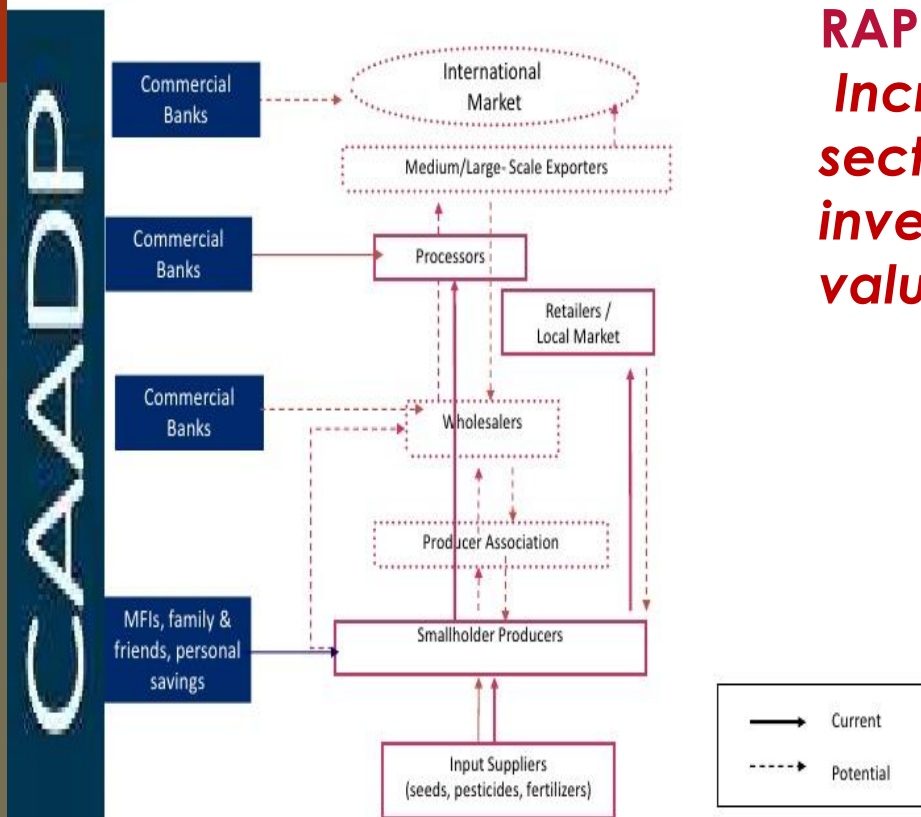 CAADP
RAP
Incr
sect
inve
valu
Commercial
Banks
International
Market
Medium/Large- Scale Exporters
Commercial
Banks
Processors
Retailers /
Local Market
Commercial
Banks
Wholesalers
Producer Association
MFIs, family &
friends, personal
savings
Smallholder Producers
Input Suppliers
(seeds, pesticides, fertilizers)
Current
Potential